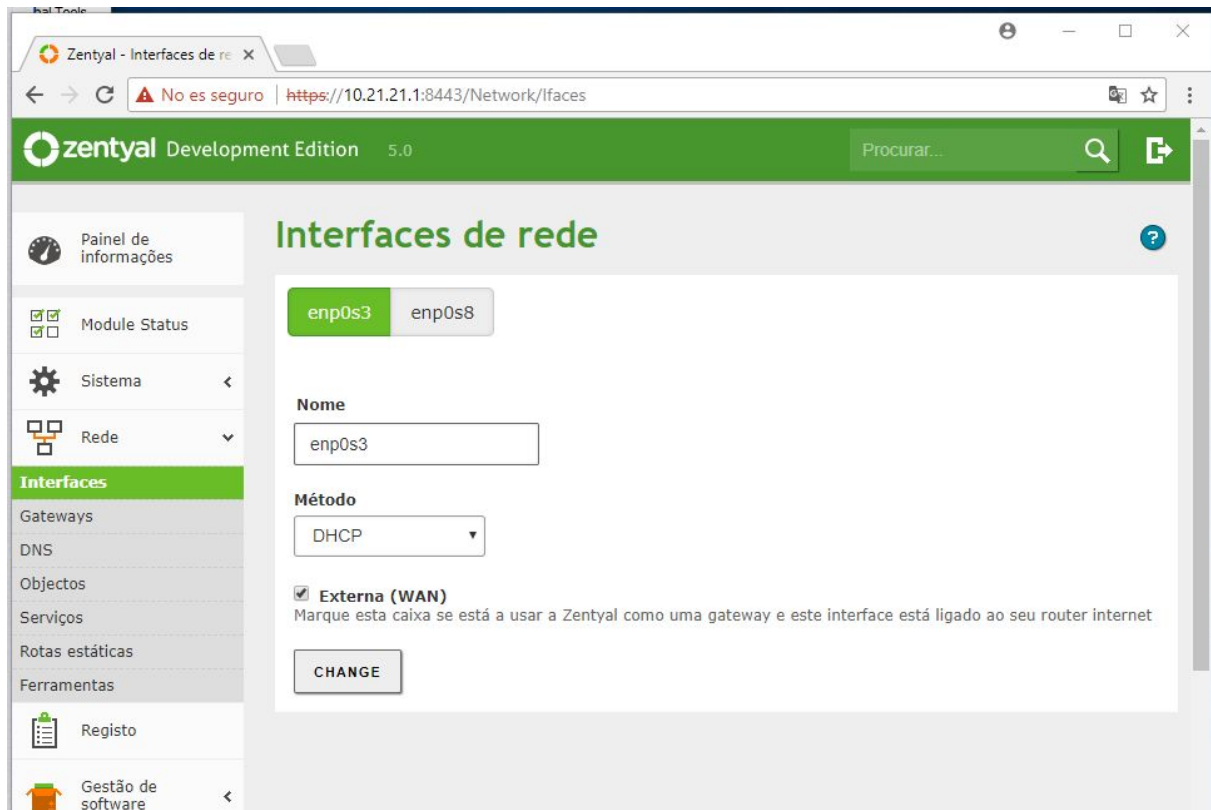 bal Tools
Zentyal - Interfaces de re
No es seguro | https://10.21.21.1:8443/Network/Ifaces
zentyal Development Edition 5.0
Procurar...
Painel de
informações
Module Status
Sistema
Rede
Interfaces
Gateways
DNS
Objectos
Serviços
Rotas estáticas
Ferramentas
Registo
Gestão de
software
Interfaces de rede
?
enp0s3 enp0s8
Nome
enp0s3
Método
DHCP
Externa (WAN)
Marque esta caixa se está a usar a Zentyal como uma gateway e este interface está ligado ao seu router internet
CHANGE